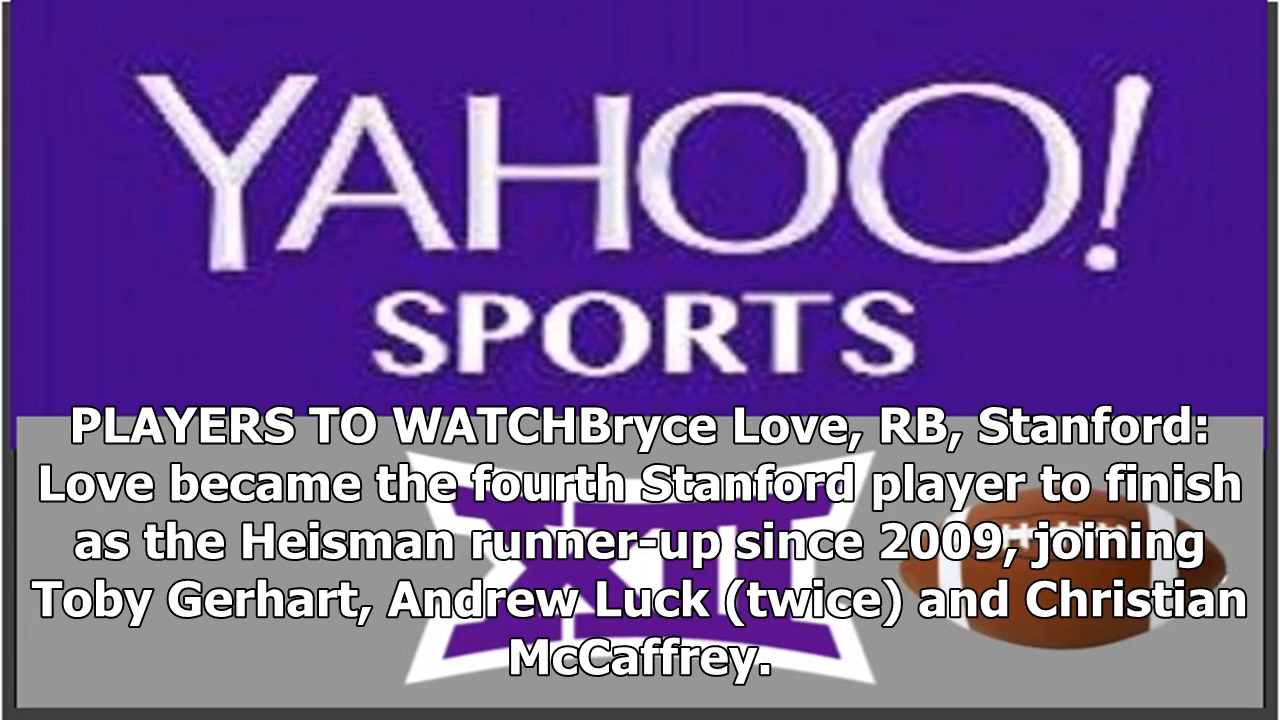 YAHOO!
SPORTS
PLAYERS TO WATCHBryce Love, RB, Stanford:
Love became the fourth Stanford player to finish
as the Heisman runner-up since 2009, joining
Toby Gerhart, Andrew Luck (twice) and Christian
McCaffrey.
XII